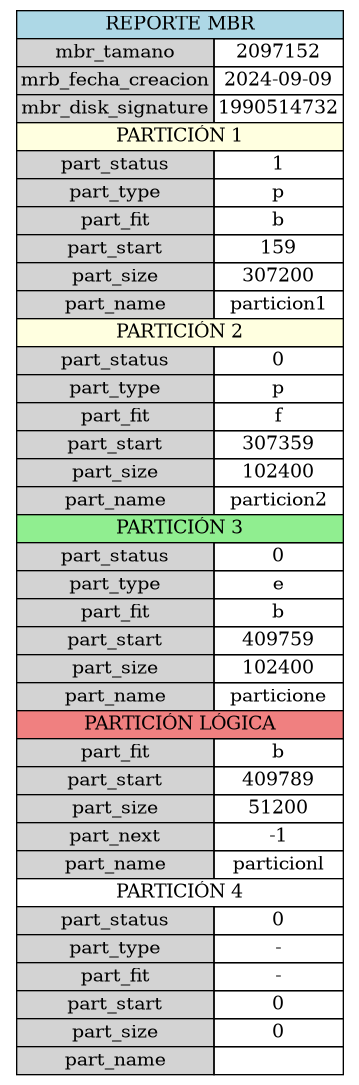 REPORTE MBR
mbr_tamano 2097152
mrb_fecha_creacion 2024-09-09
mbr_disk_signature 1990514732
PARTICIÓN 1
part_status 1
part_type p
part_fit b
part_start 159
part_size 307200
part_name particion1
PARTICIÓN 2
part_status 0
part_type p
part_fit f
part_start 307359
part_size 102400
part_name particion2
PARTICIÓN 3
part_status 0
part_type e
part_fit b
part_start 409759
part_size 102400
part_name particione
PARTICIÓN LÓGICA
part_fit b
part_start 409789
part_size 51200
part_next -1
part_name particionl
PARTICIÓN 4
part_status 0
part_type -
part_fit -
part_start 0
part_size 0
part_name